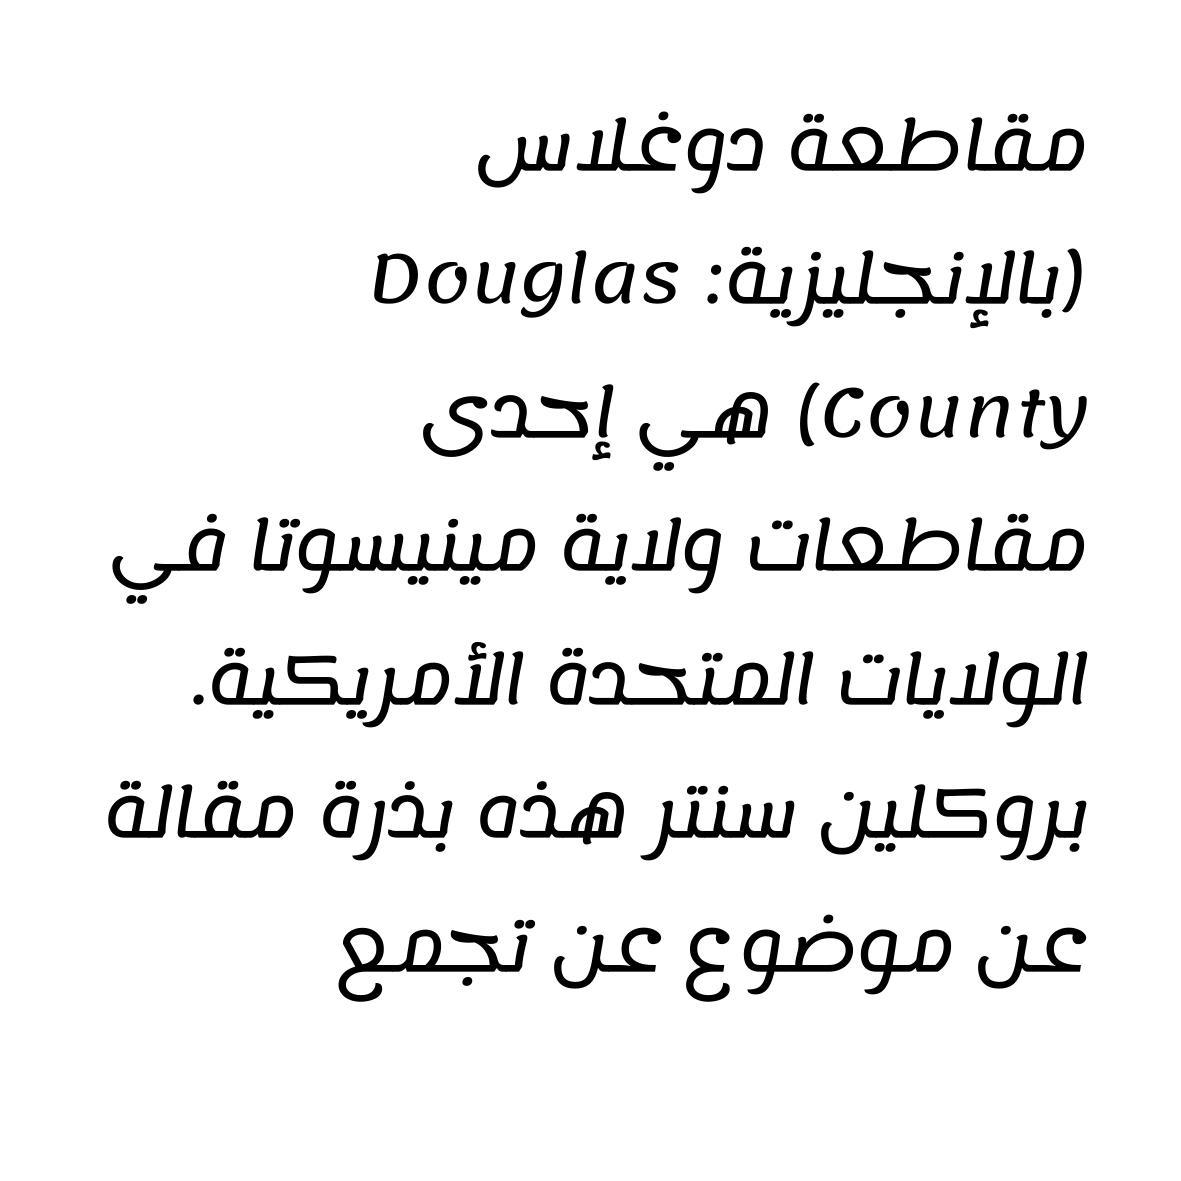 مقاطعة دوغلاس
(بالإنجليزية: Douglas
County) هي إحدى
مقاطعات ولاية مينيسوتا في
الولايات المتحدة الأمريكية.
بروكلين سنتر هذه بذرة مقالة
عن موضوع عن تجمع